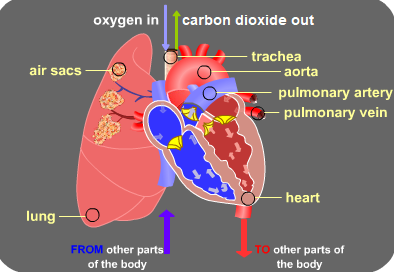 oxygen in
carbon dioxide out
trachea
air sacs
aorta
pulmonary artery
pulmonary vein
heart
lung
FROM other parts
of the body
TO other parts of
the body